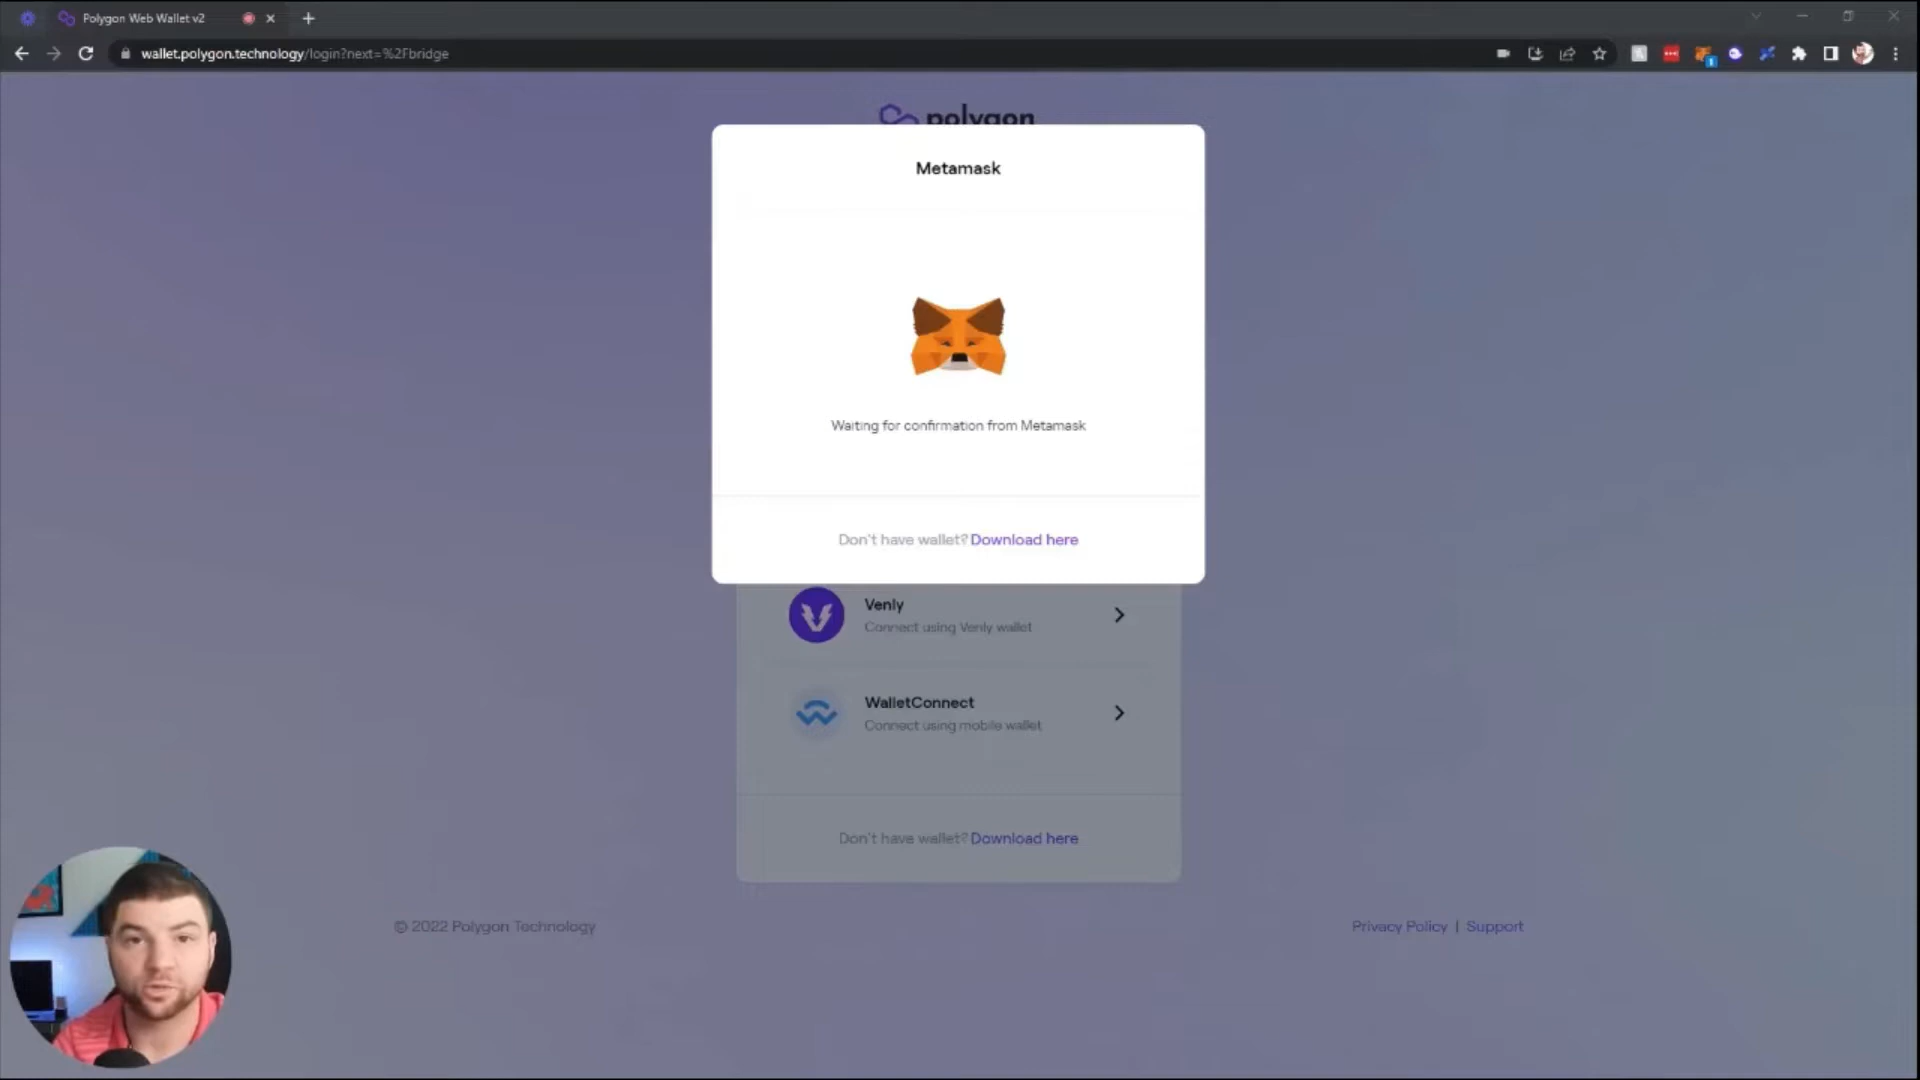 Polygon Web Wallet v2
wallet.polygon.technology/login?next=%2Fbridge
1
polygon
Metamask
Waiting for confirmation from Metamask
Don't have wallet? Download here
Venly
Connect using Venly wallet
WalletConnect
Connect using mobile wallet
Don't have wallet? Download here
© 2022 Polygon Technology
Privacy Policy | Support